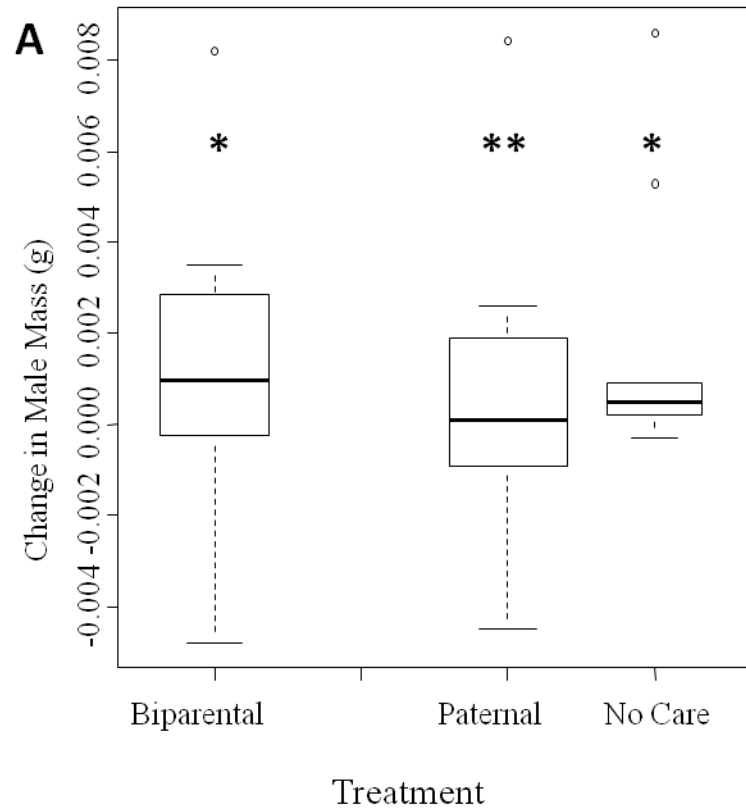 A
Change in Male Mass (g)
0.008
0.006
0.004
0.002
0.000
-0.002
-0.004
*
**
*
Biparental
Paternal
No Care
Treatment